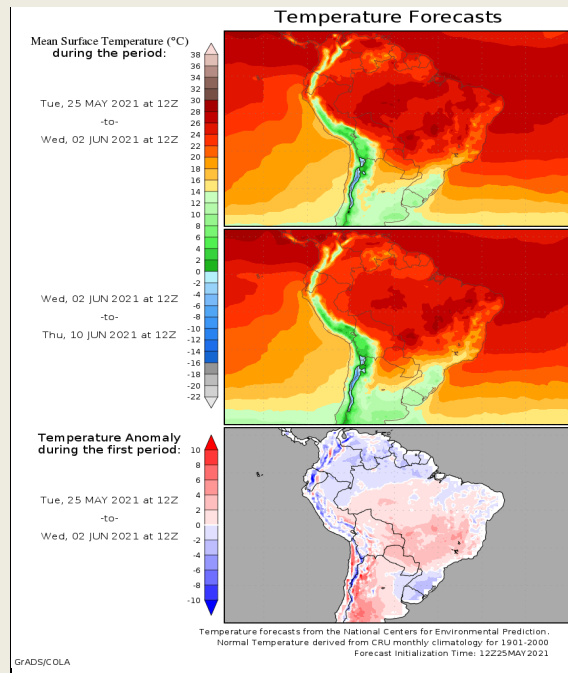 Temperature Forecasts
Mean Surface Temperature (°C)
during the period:
Tue, 25 MAY 2021 at 12Z
-to-
Wed, 02 JUN 2021 at 12Z
38
36
34
32
30
28
26
24
22
20
18
16
14
12
10
8
6
4
2
0
-2
-4
-6
-8
-10
-12
-14
-16
-18
-20
-22
Wed, 02 JUN 2021 at 12Z
-to-
Thu, 10 JUN 2021 at 12Z
Temperature Anomaly
during the first period:
Tue, 25 MAY 2021 at 12Z
-to-
Wed, 02 JUN 2021 at 12Z
10
8
6
4
2
0
-2
-4
-6
-8
-10
Temperature forecasts from the National Centers for Environmental Prediction.
Normal Temperature derived from CRU monthly climatology for 1901-2000
Forecast Initialization Time: 12Z25MAY2021
GrADS/COLA